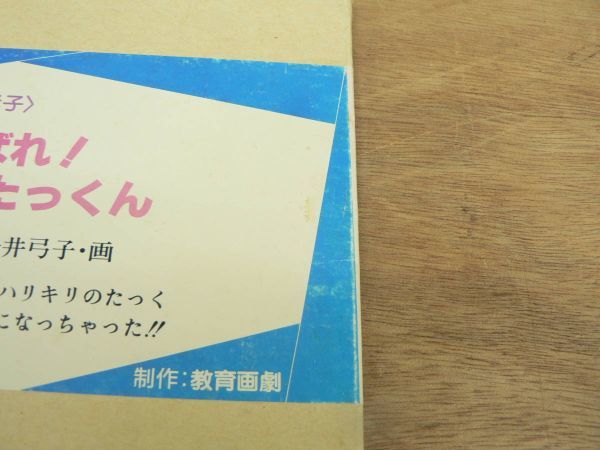 子〉
ばれ!
たっくん
井弓子・画
ハリキリのたっく
になっちゃった!!
制作:教育画劇